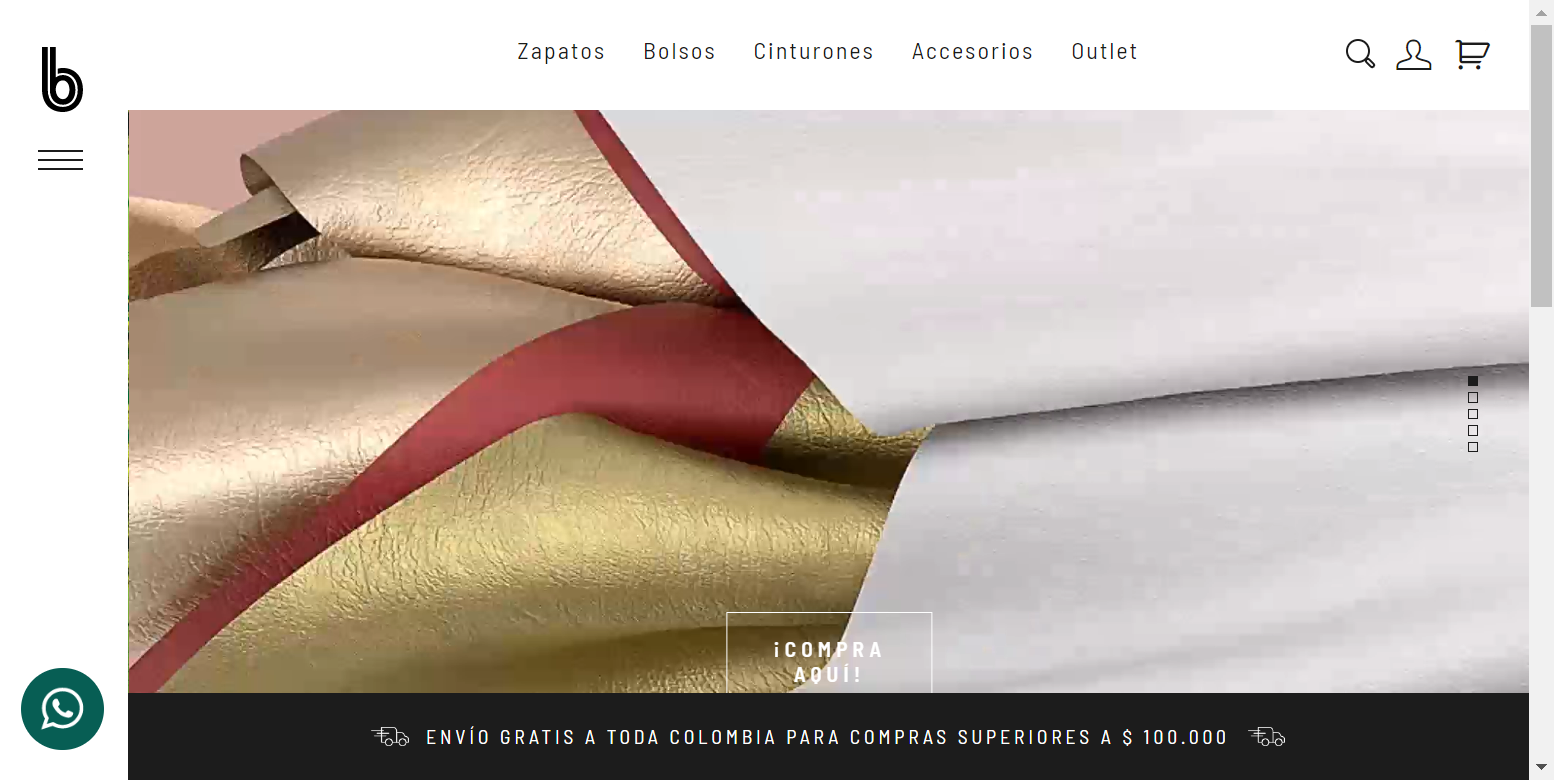 b
Zapatos Bolsos Cinturones Accesorios Outlet
¡COMPRA
AQUÍ!
ENVÍO GRATIS A TODA COLOMBIA PARA COMPRAS SUPERIORES A $ 100.000